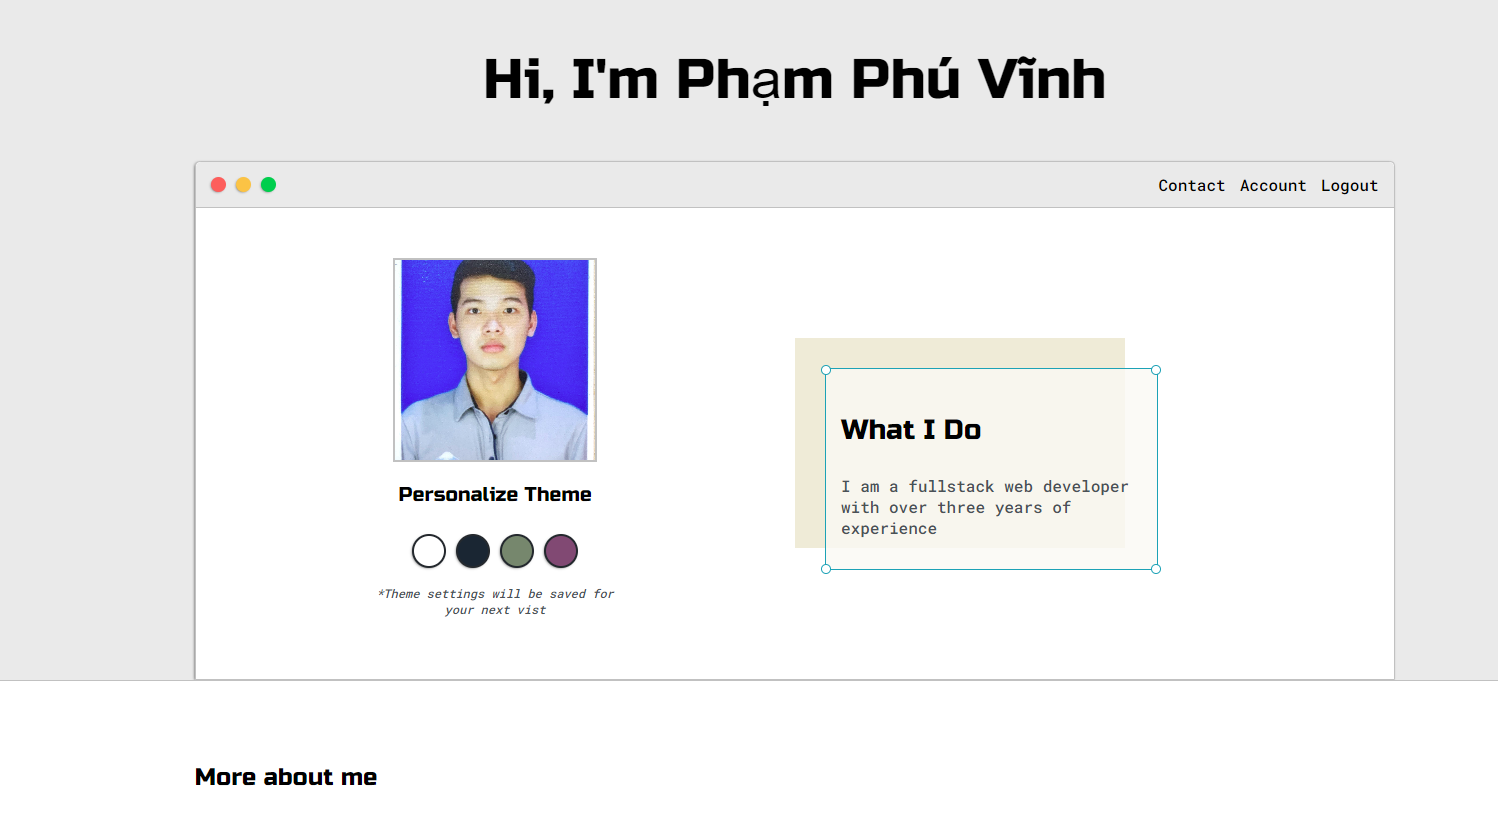 Hi, I'm Phạm Phú Vĩnh
Contact Account Logout
Personalize Theme
*Theme settings will be saved for
your next vist
What I Do
I am a fullstack web developer
with over three years of
experience
More about me